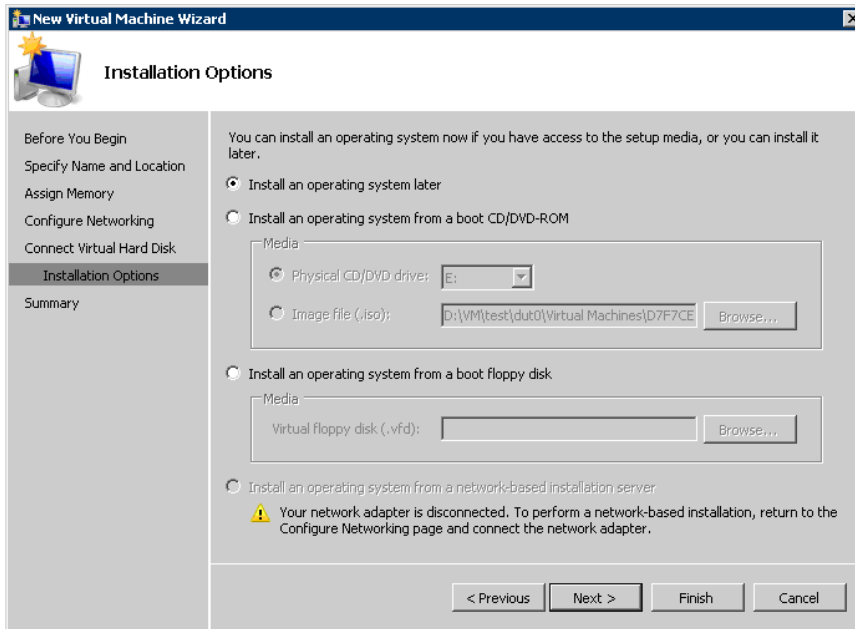 New Virtual Machine Wizard
Installation Options
Before You Begin
Specify Name and Location
Assign Memory
Configure Networking
Connect Virtual Hard Disk
Installation Options
Summary
You can install an operating system now if you have access to the setup media, or you can install it
later.
Install an operating system later
Install an operating system from a boot CD/DVD-ROM
Media
Physical CD/DVD drive: E:
Image file (.iso): D:\VM\test\dut0\Virtual Machines\D7F7CE Browse...
Install an operating system from a boot floppy disk
Media
Virtual floppy disk (.vfd): Browse...
Install an operating system from a network-based installation server
Your network adapter is disconnected. To perform a network-based installation, return to the
Configure Networking page and connect the network adapter.
< Previous Next > Finish Cancel